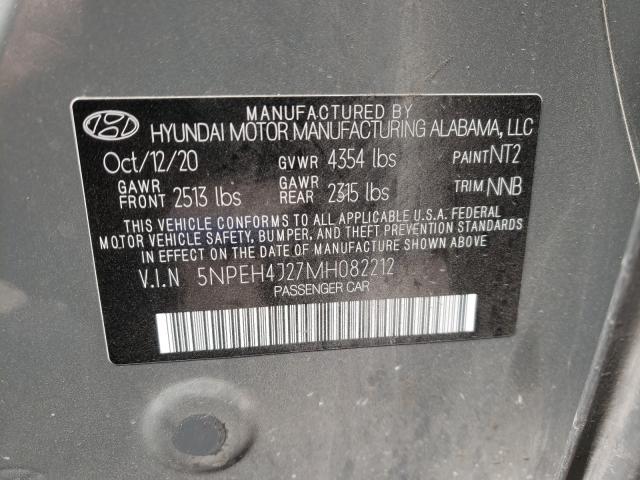 MANUFACTURED BY
HYUNDAI MOTOR MANUFACTURING ALABAMA, LLC
Oct/12/20 GVWR 4354 lbs PAINT NT2
GAWR FRONT 2513 lbs GAWR REAR 2315 lbs TRIM NNB
THIS VEHICLE CONFORMS TO ALL APPLICABLE U.S.A. FEDERAL
MOTOR VEHICLE SAFETY, BUMPER, AND THEFT PREVENTION STANDARDS
IN EFFECT ON THE DATE OF MANUFACTURE SHOWN ABOVE
V.I.N 5NPEH4J27MH082212
PASSENGER CAR